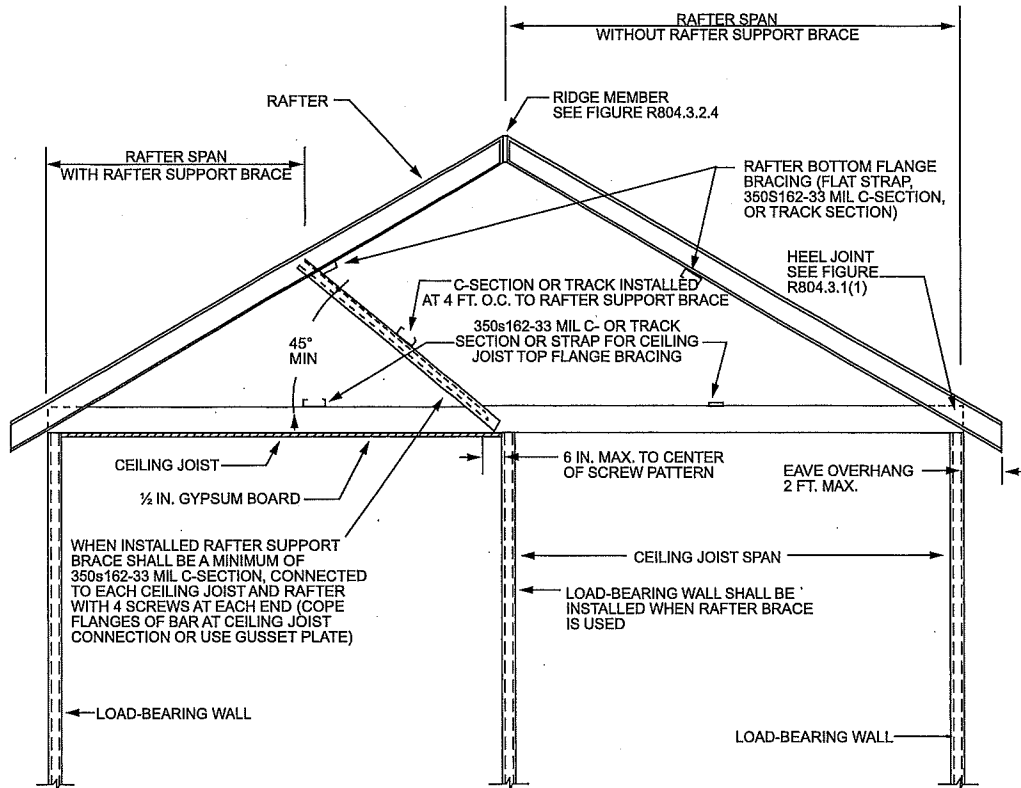 RAFTER SPAN
WITHOUT RAFTER SUPPORT BRACE
RAFTER
RIDGE MEMBER
SEE FIGURE R804.3.2.4
RAFTER SPAN
WITH RAFTER SUPPORT BRACE
RAFTER BOTTOM FLANGE
BRACING (FLAT STRAP,
350S162-33 MIL C-SECTION,
OR TRACK SECTION)
HEEL JOINT
SEE FIGURE
R804.3.1(1)
C-SECTION OR TRACK INSTALLED
AT 4 FT. O.C. TO RAFTER SUPPORT BRACE
350s162-33 MIL C- OR TRACK
SECTION OR STRAP FOR CEILING
JOIST TOP FLANGE BRACING
45°
MIN
CEILING JOIST
½ IN. GYPSUM BOARD
6 IN. MAX. TO CENTER
OF SCREW PATTERN
EAVE OVERHANG
2 FT. MAX.
WHEN INSTALLED RAFTER SUPPORT
BRACE SHALL BE A MINIMUM OF
350s162-33 MIL C-SECTION, CONNECTED
TO EACH CEILING JOIST AND RAFTER
WITH 4 SCREWS AT EACH END (COPE
FLANGES OF BAR AT CEILING JOIST
CONNECTION OR USE GUSSET PLATE)
CEILING JOIST SPAN
LOAD-BEARING WALL SHALL BE
INSTALLED WHEN RAFTER BRACE
IS USED
LOAD-BEARING WALL
LOAD-BEARING WALL